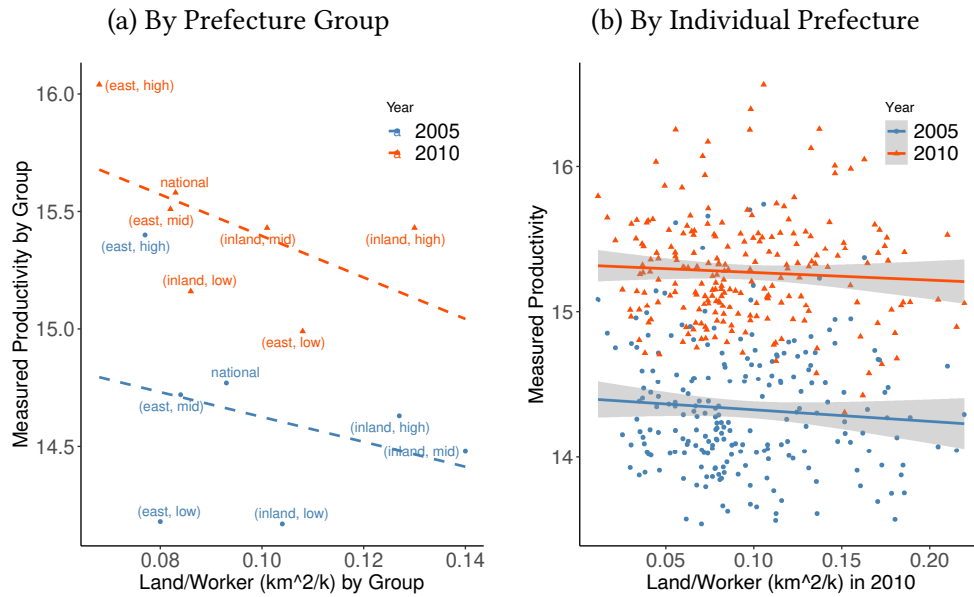 (a) By Prefecture Group
(b) By Individual Prefecture
Measured Productivity by Group
16.0
15.5
15.0
14.5
(east, high)
Year
2005
2010
national
(east, mid)
(east, high)
(inland, mid)
(inland, high)
(inland, low)
(east, low)
national
(east, mid)
(inland, high)
(inland, mid)
(east, low)
(inland, low)
0.08
0.10
0.12
0.14
Land/Worker (km^2/k) by Group
Measured Productivity
16
15
14
Year
2005
2010
0.05
0.10
0.15
0.20
Land/Worker (km^2/k) in 2010